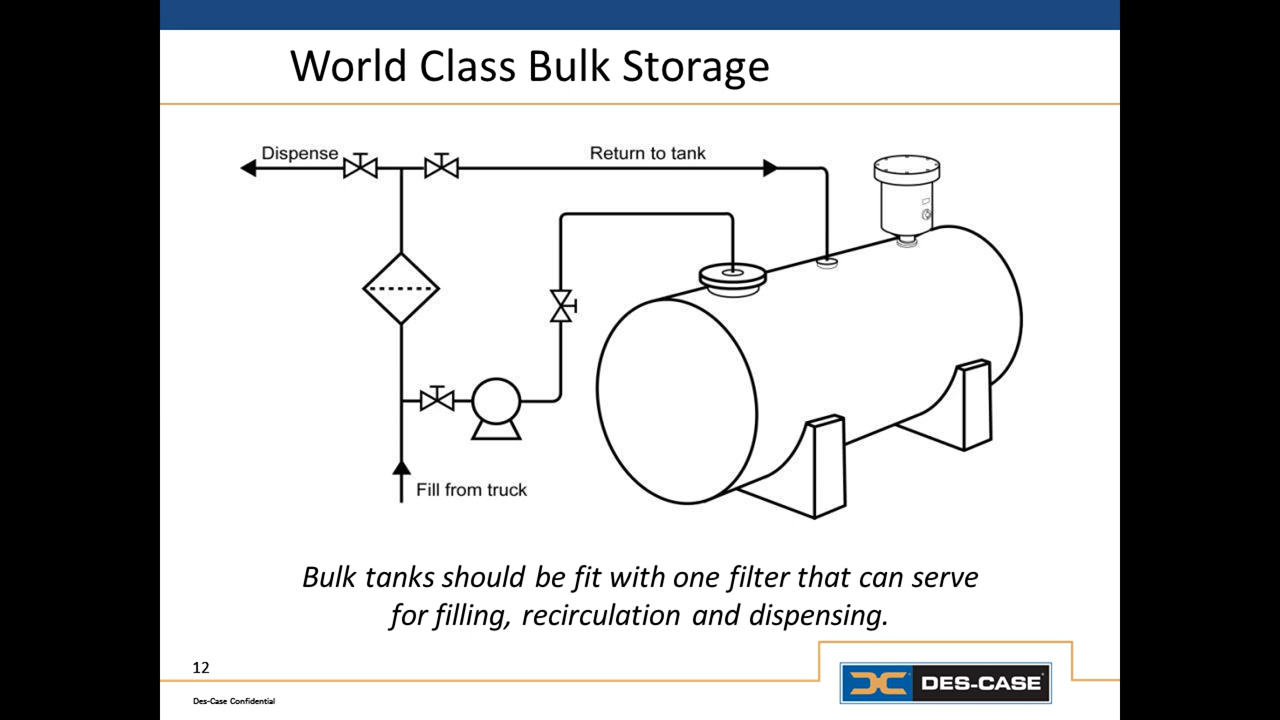 World Class Bulk Storage
Dispense
Return to tank
Fill from truck
Bulk tanks should be fit with one filter that can serve
for filling, recirculation and dispensing.
12
Des-Case Confidential
DES-CASE